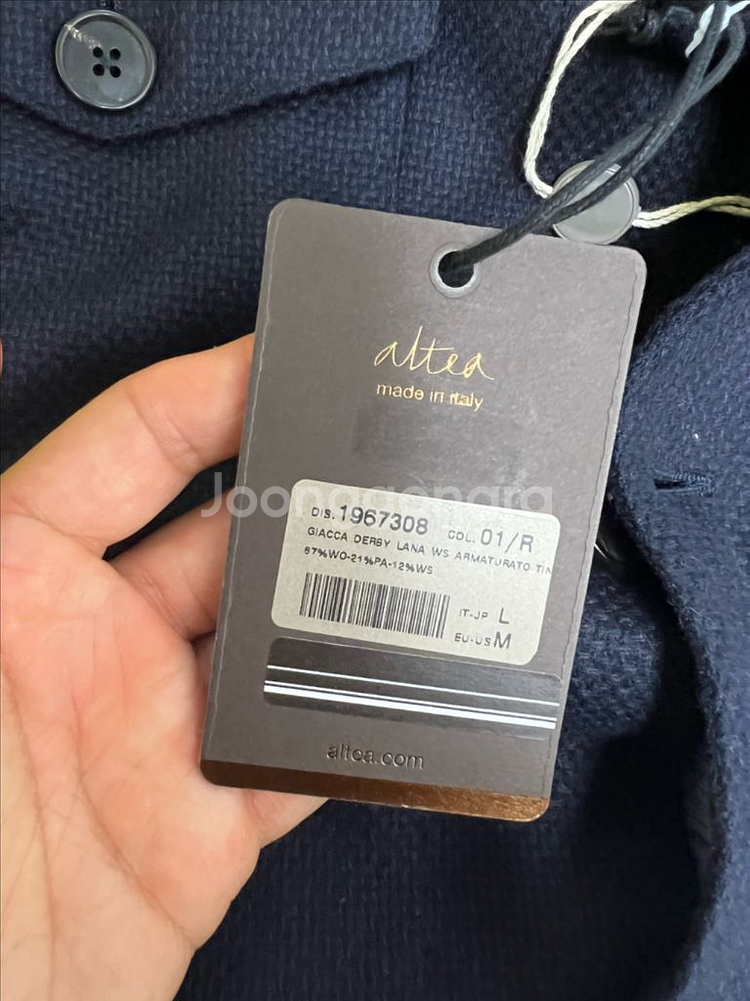 altea
made in italy
Joonggonara
DIS. 1967308 COL. 01/R
GIACCA DERBY LANA WS ARMATURATO TIN
67%WO-21%PA-12%WS
IT-JP L
EU-US M
altea.com